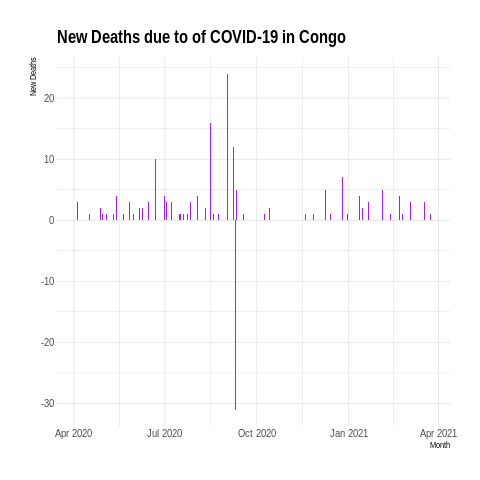 New Deaths due to of COVID-19 in Congo
New Deaths
20
10
0
-10
-20
-30
Apr 2020 Jul 2020 Oct 2020 Jan 2021 Apr 2021
Month